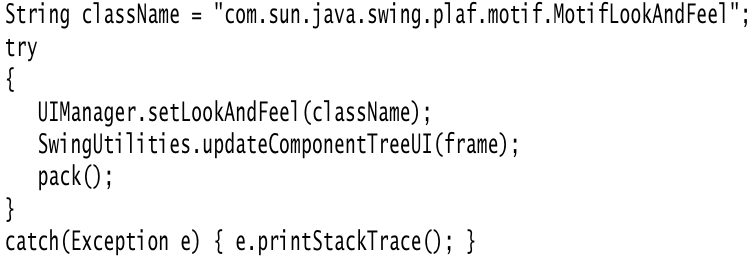 String className = "com.sun.java.swing.plaf.motif.MotifLookAndFeel";
try
{
   UIManager.setLookAndFeel(className);
   SwingUtilities.updateComponentTreeUI(frame);
   pack();
}
catch(Exception e) { e.printStackTrace(); }